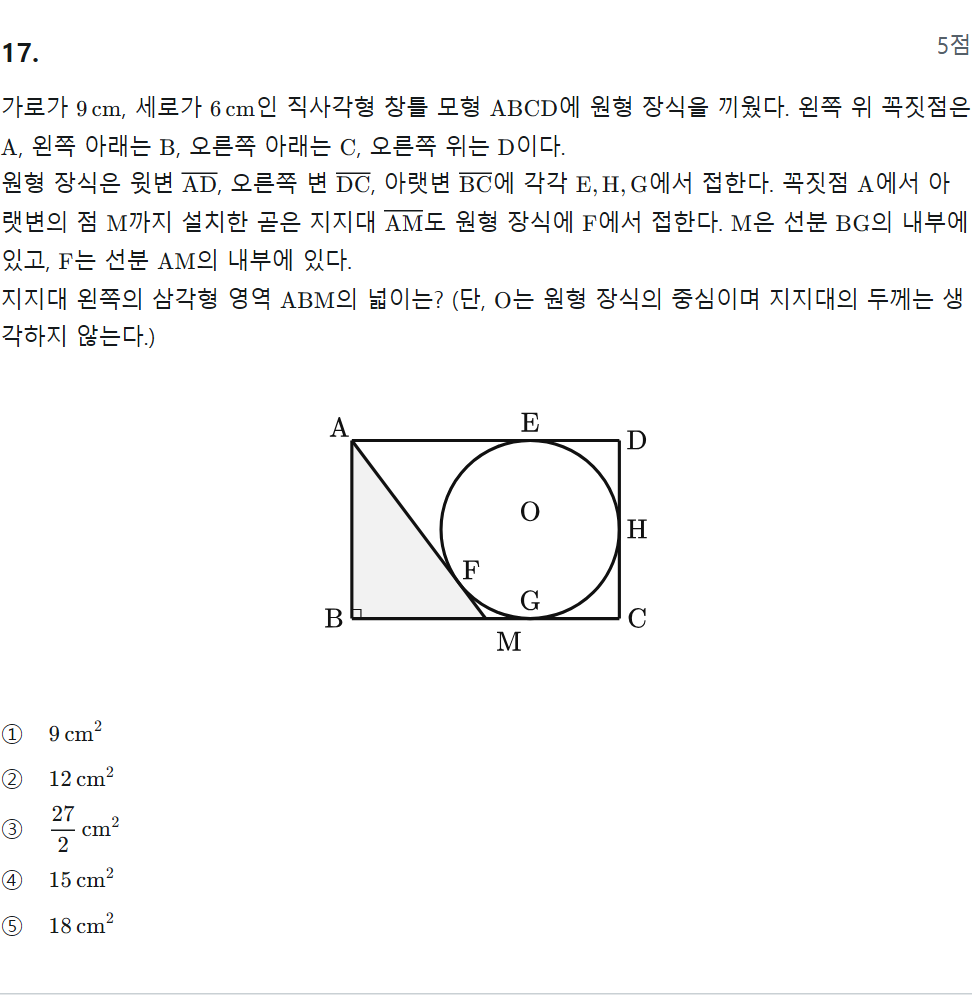 17.
5점
가로가 9 cm, 세로가 6 cm인 직사각형 창틀 모형 ABCD에 원형 장식을 끼웠다. 왼쪽 위 꼭짓점은
A, 왼쪽 아래는 B, 오른쪽 아래는 C, 오른쪽 위는 D이다.
원형 장식은 윗변 A̅D̅, 오른쪽 변 D̅C̅, 아랫변 B̅C̅에 각각 E, H, G에서 접한다. 꼭짓점 A에서 아
랫변의 점 M까지 설치한 곧은 지지대 A̅M̅도 원형 장식에 F에서 접한다. M은 선분 BG의 내부에
있고, F는 선분 AM의 내부에 있다.
지지대 왼쪽의 삼각형 영역 ABM의 넓이는? (단, O는 원형 장식의 중심이며 지지대의 두께는 생
각하지 않는다.)
A
E
D
O
H
F
G
B
C
M
① 9 cm²
② 12 cm²
③ 27/2 cm²
④ 15 cm²
⑤ 18 cm²